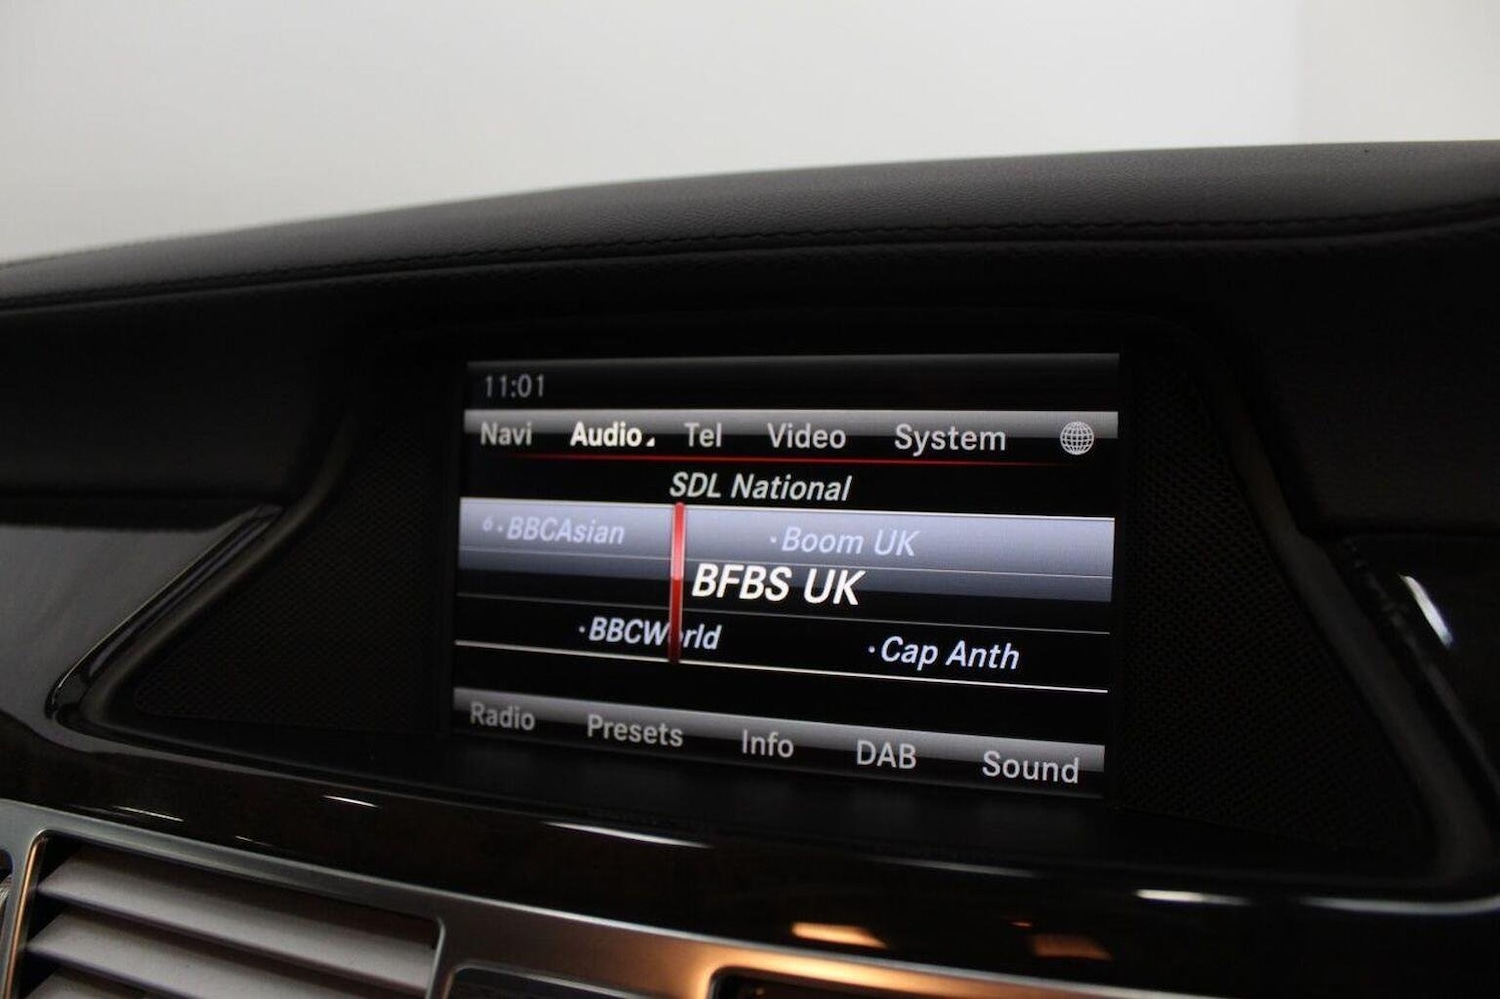 11:01
Navi Audio Tel Video System
SDL National
6 · BBCAsian · Boom UK
BFBS UK
· BBCWorld · Cap Anth
Radio Presets Info DAB Sound